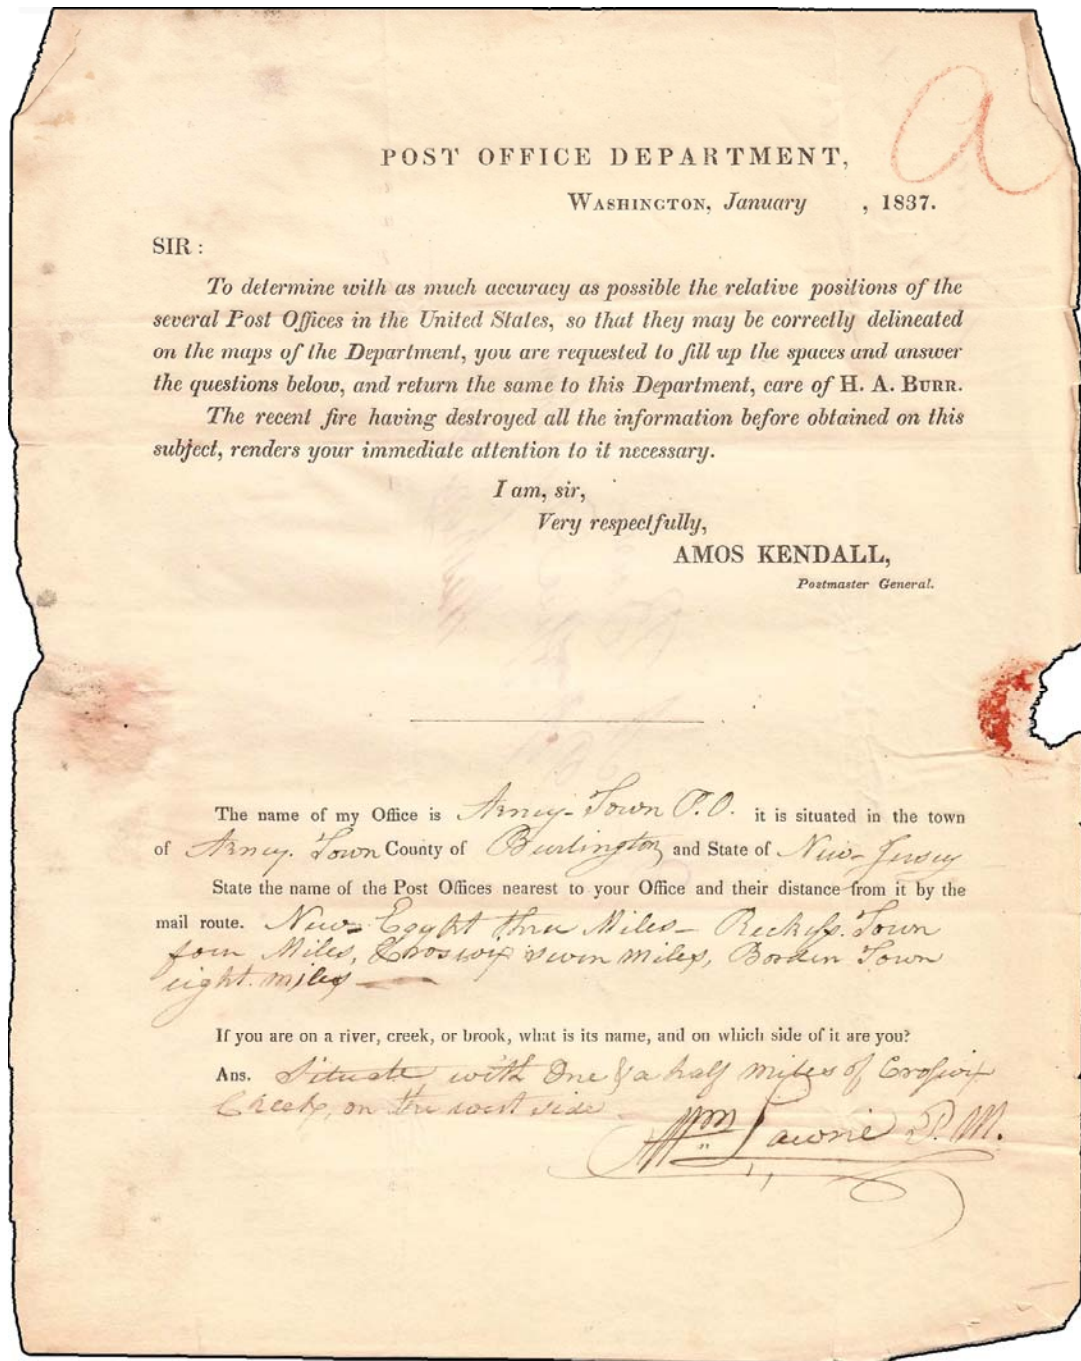 a
POST OFFICE DEPARTMENT,
WASHINGTON, January , 1837.
SIR :
To determine with as much accuracy as possible the relative positions of the
several Post Offices in the United States, so that they may be correctly delineated
on the maps of the Department, you are requested to fill up the spaces and answer
the questions below, and return the same to this Department, care of H. A. BURR.
The recent fire having destroyed all the information before obtained on this
subject, renders your immediate attention to it necessary.
I am, sir,
Very respectfully,
AMOS KENDALL,
Postmaster General.
The name of my Office is Arney-Town P.O. it is situated in the town
of Arney. Town County of Burlington and State of New-Jersey
State the name of the Post Offices nearest to your Office and their distance from it by the
mail route. New-Egypt three Miles - Reckless. Town
four Miles, Croswix seven miles, Borden Town
eight. miles —
If you are on a river, creek, or brook, what is its name, and on which side of it are you?
Ans. Situate with One & a half miles of Croswix
Creek, on the west side
Wm Lawrie P.M.